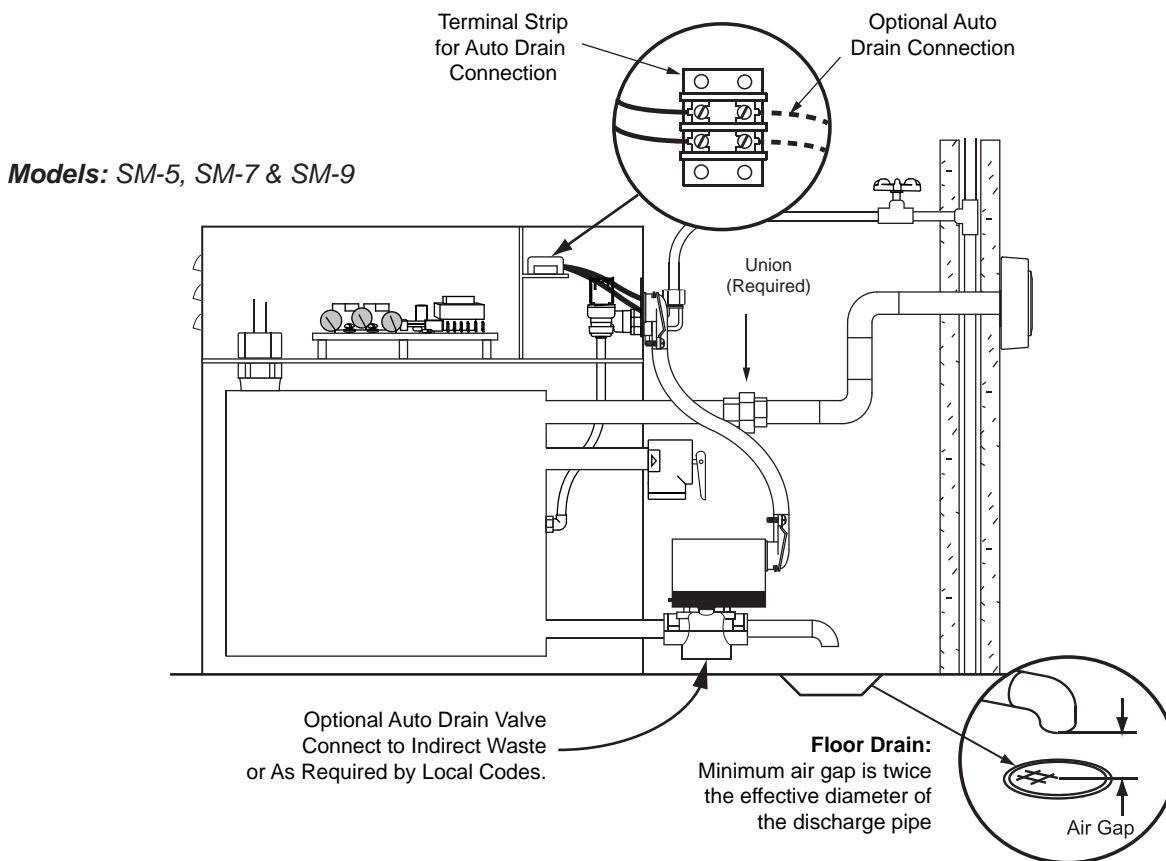 Terminal Strip
for Auto Drain
Connection
Optional Auto
Drain Connection
Models: SM-5, SM-7 & SM-9
Union
(Required)
Optional Auto Drain Valve
Connect to Indirect Waste
or As Required by Local Codes.
Floor Drain:
Minimum air gap is twice
the effective diameter of
the discharge pipe
Air Gap